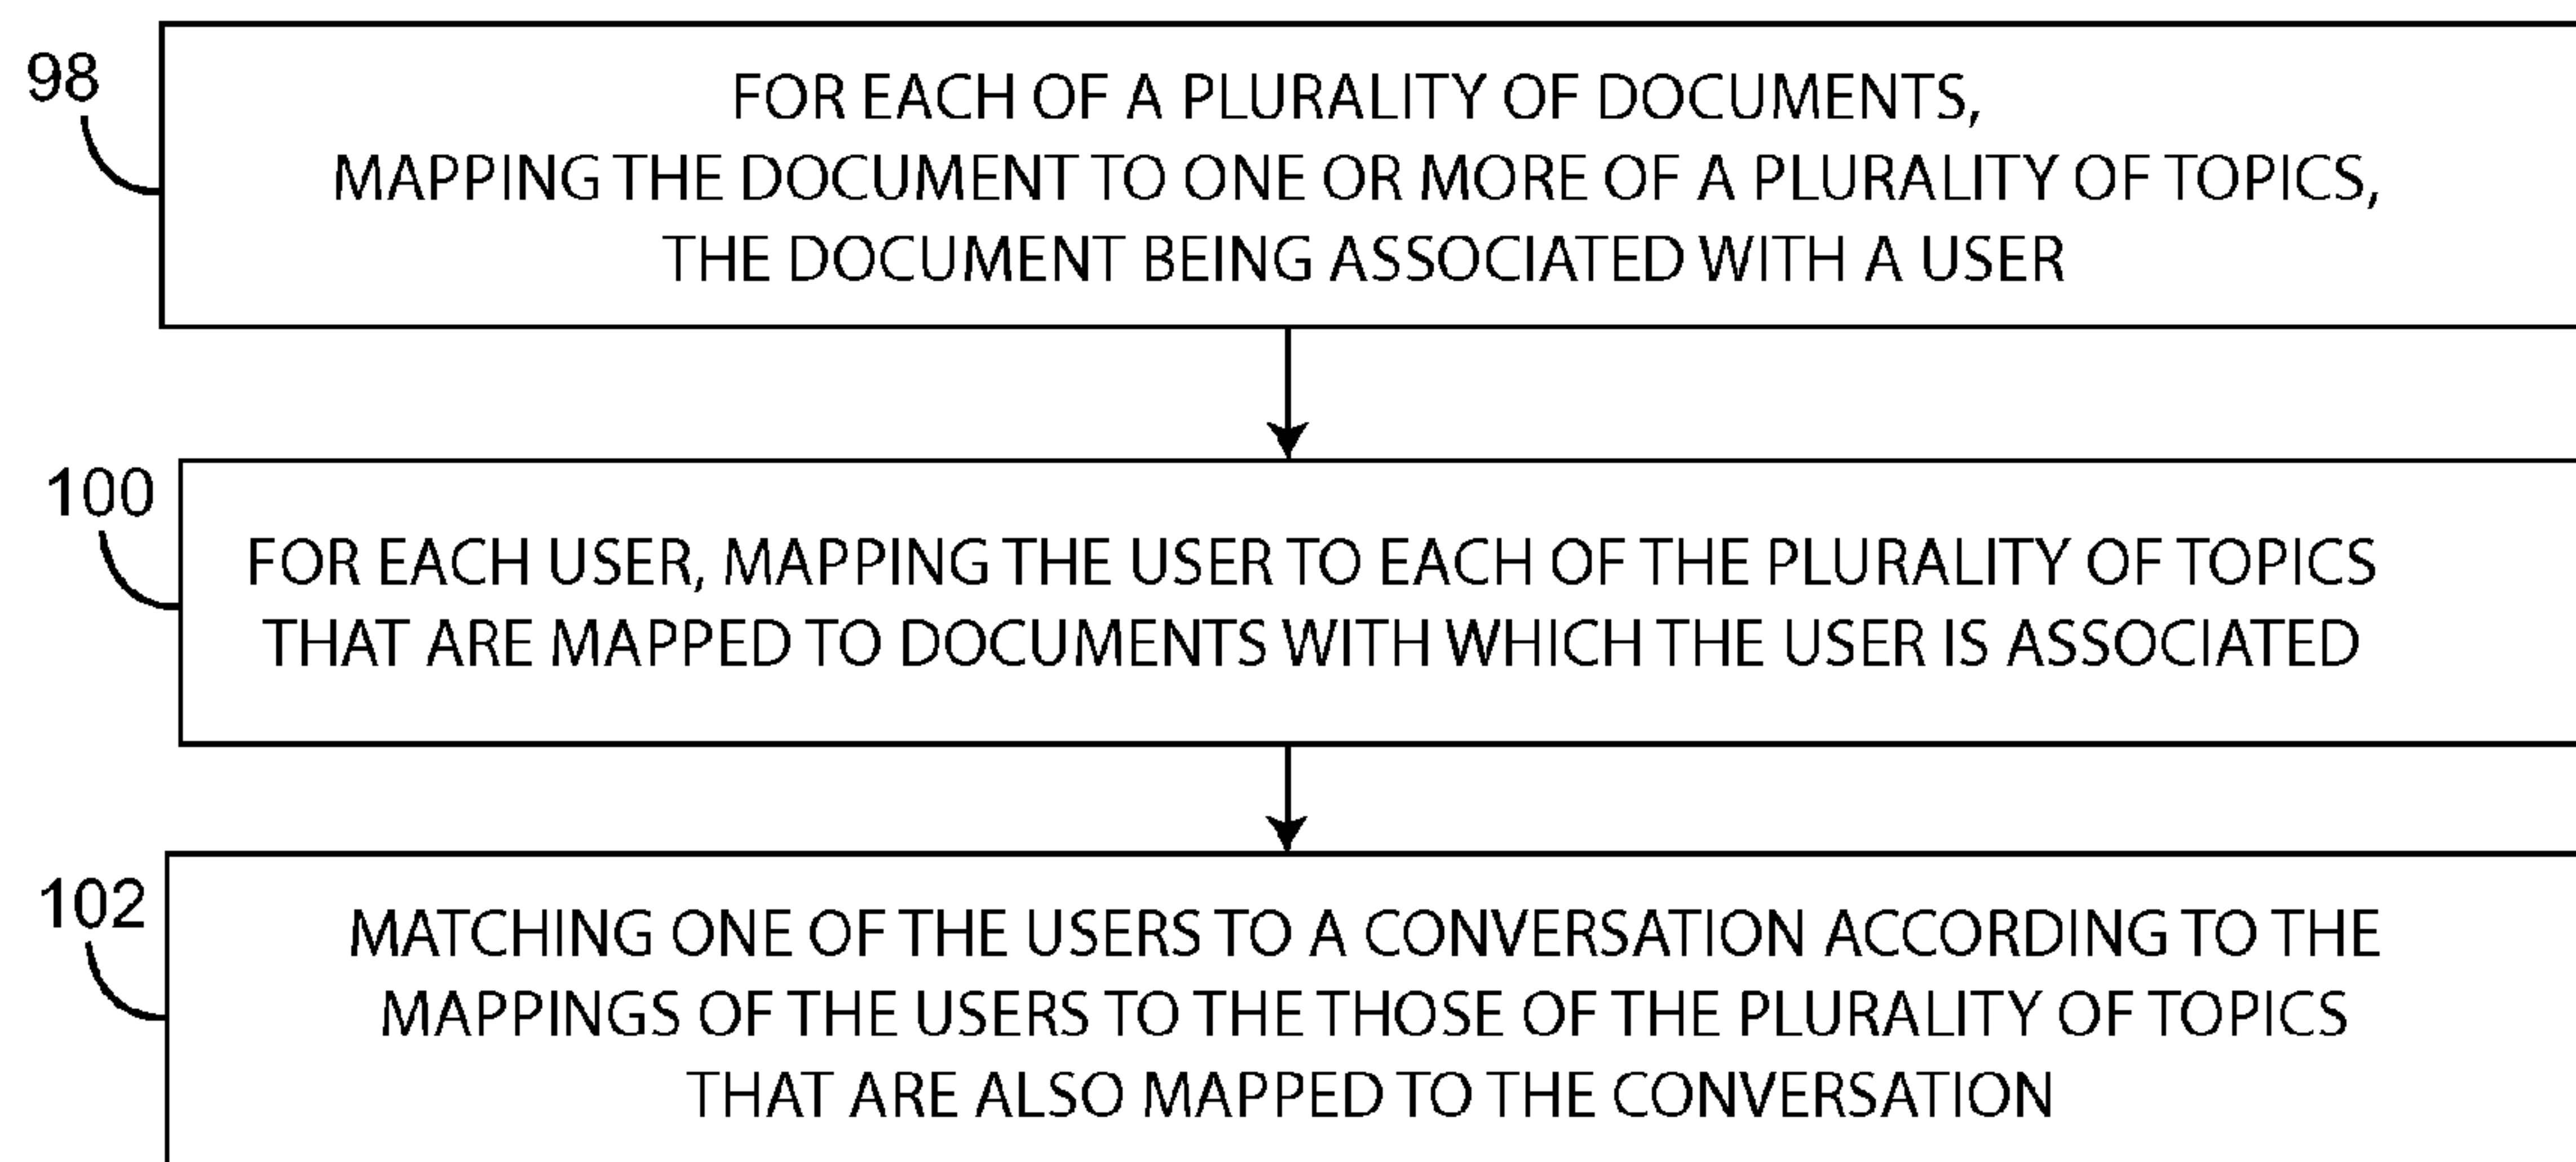 98
FOR EACH OF A PLURALITY OF DOCUMENTS,
MAPPING THE DOCUMENT TO ONE OR MORE OF A PLURALITY OF TOPICS,
THE DOCUMENT BEING ASSOCIATED WITH A USER
100
FOR EACH USER, MAPPING THE USER TO EACH OF THE PLURALITY OF TOPICS
THAT ARE MAPPED TO DOCUMENTS WITH WHICH THE USER IS ASSOCIATED
102
MATCHING ONE OF THE USERS TO A CONVERSATION ACCORDING TO THE
MAPPINGS OF THE USERS TO THE THOSE OF THE PLURALITY OF TOPICS
THAT ARE ALSO MAPPED TO THE CONVERSATION